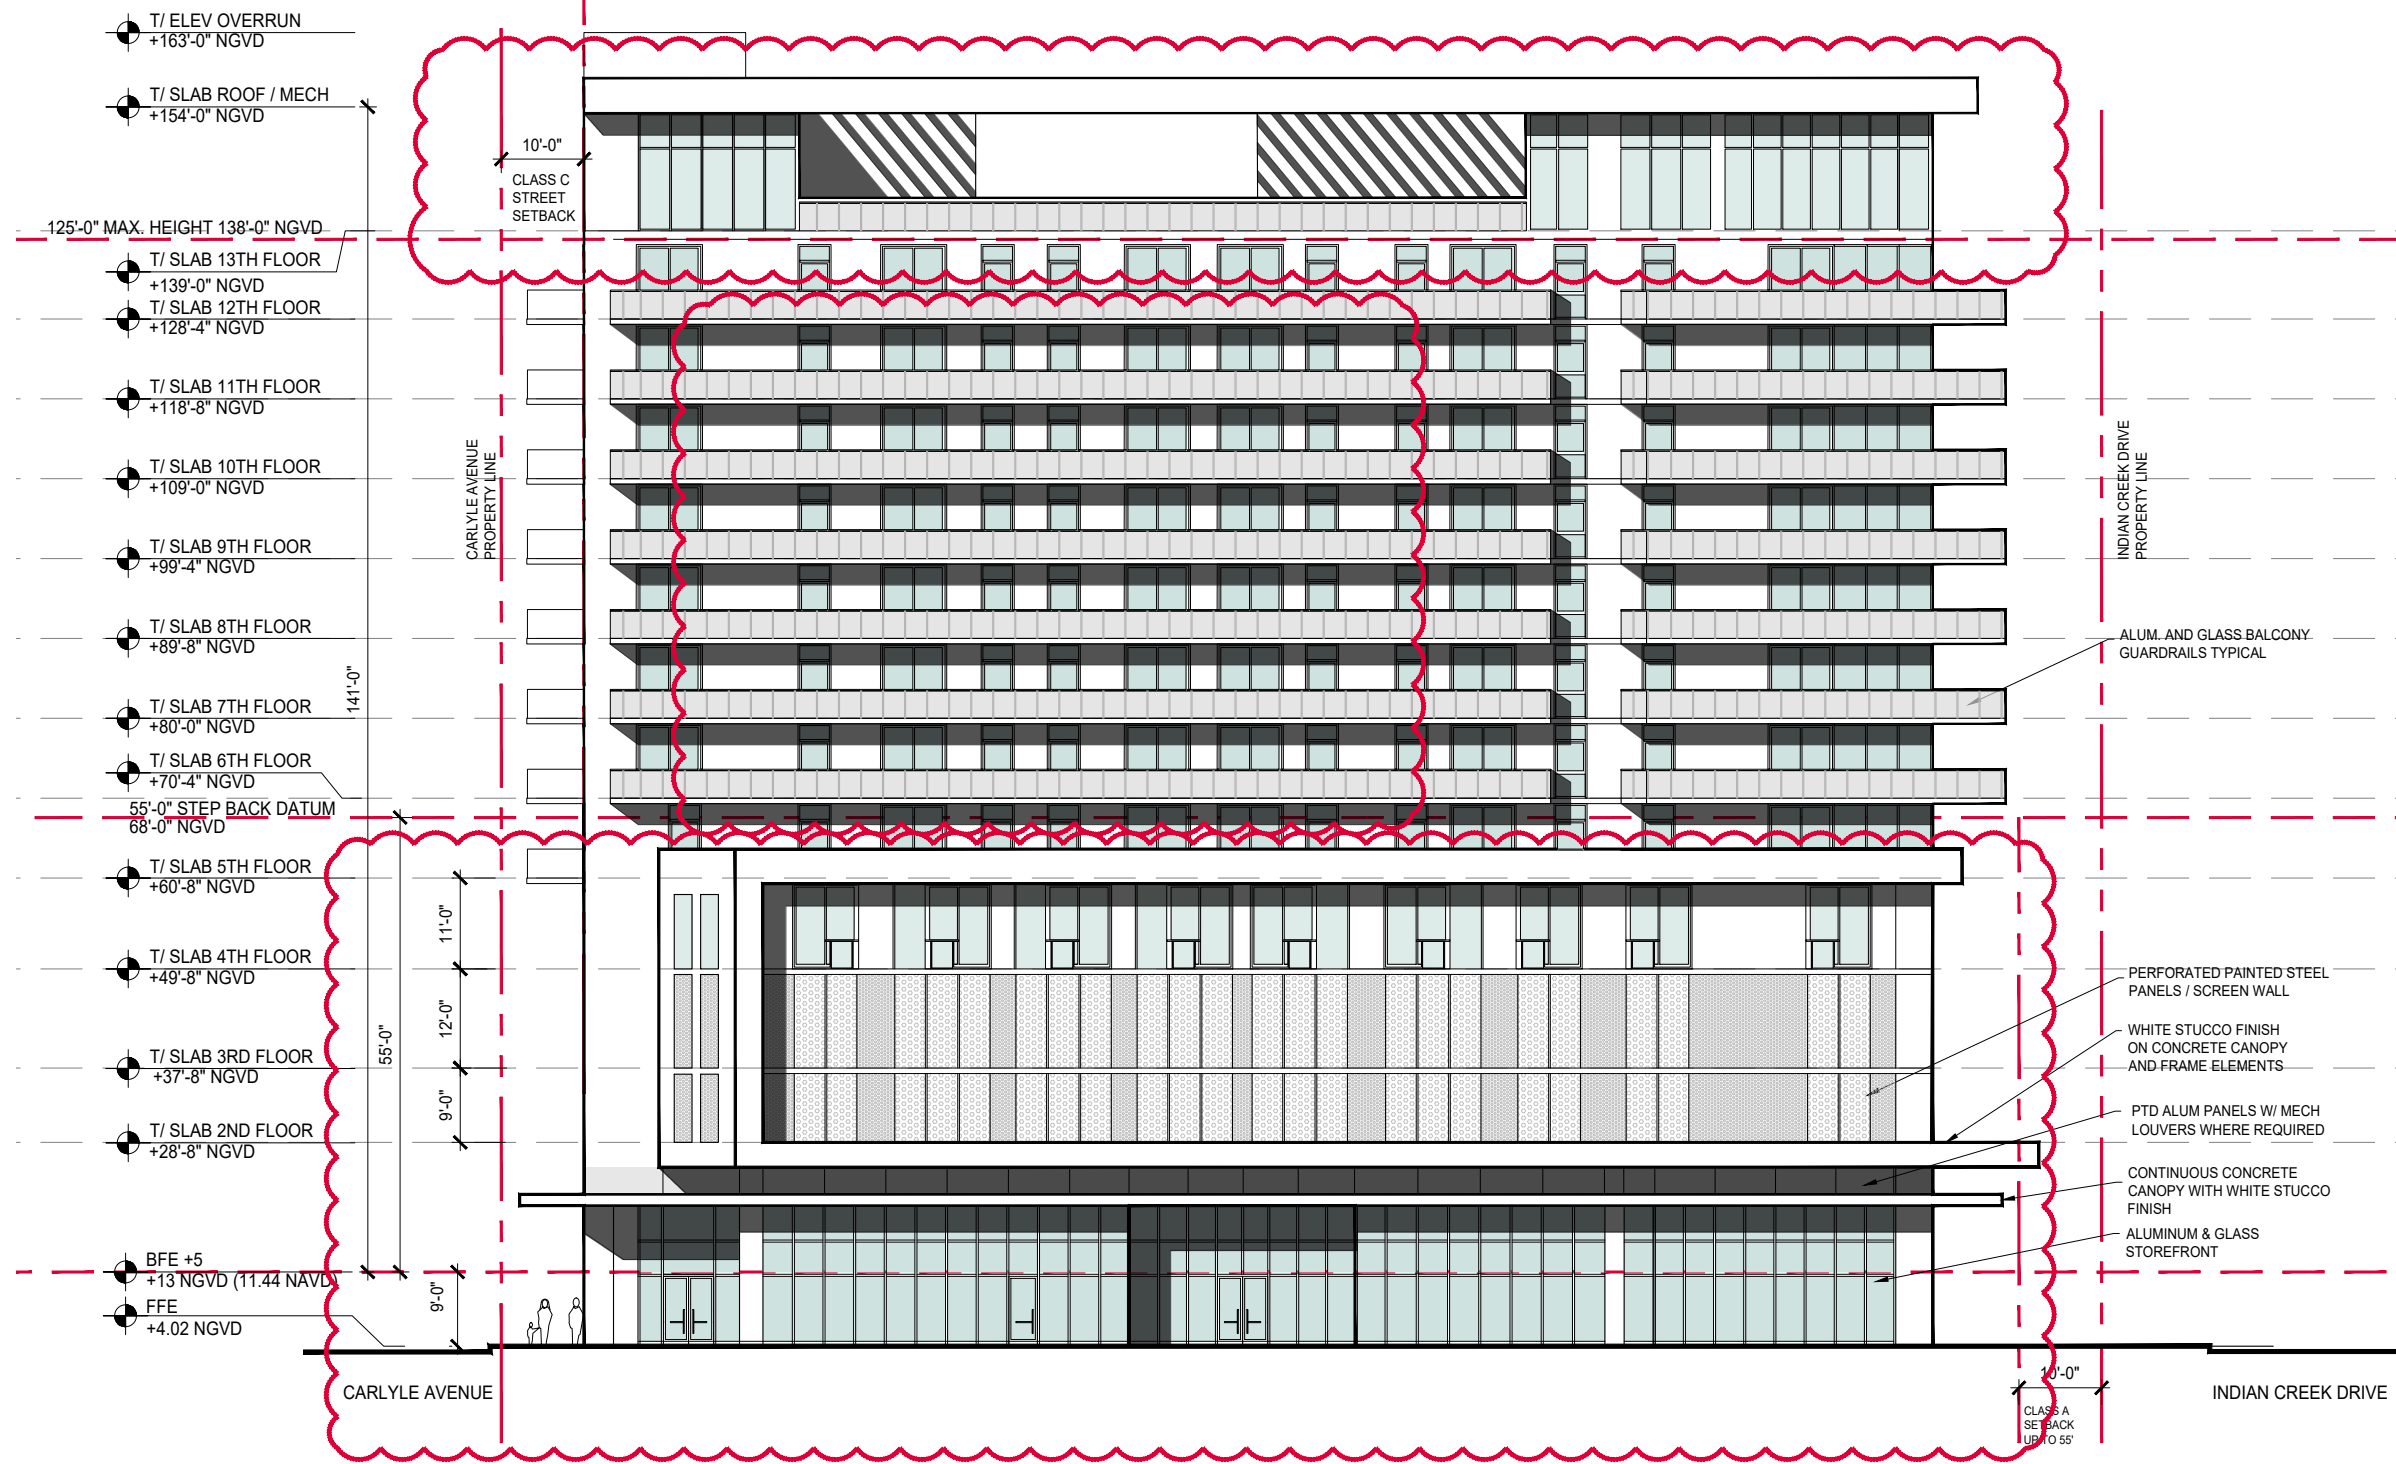 T/ ELEV OVERRUN
+163'-0" NGVD
T/ SLAB ROOF / MECH
+154'-0" NGVD
10'-0"
CLASS C
STREET
SETBACK
125'-0" MAX. HEIGHT 138'-0" NGVD
T/ SLAB 13TH FLOOR
+139'-0" NGVD
T/ SLAB 12TH FLOOR
+128'-4" NGVD
T/ SLAB 11TH FLOOR
+118'-8" NGVD
T/ SLAB 10TH FLOOR
+109'-0" NGVD
CARLYLE AVENUE
PROPERTY LINE
INDIAN CREEK DRIVE
PROPERTY LINE
T/ SLAB 9TH FLOOR
+99'-4" NGVD
T/ SLAB 8TH FLOOR
+89'-8" NGVD
ALUM. AND GLASS BALCONY
GUARDRAILS TYPICAL
141'-0"
T/ SLAB 7TH FLOOR
+80'-0" NGVD
T/ SLAB 6TH FLOOR
+70'-4" NGVD
55'-0" STEP BACK DATUM
68'-0" NGVD
T/ SLAB 5TH FLOOR
+60'-8" NGVD
11'-0"
T/ SLAB 4TH FLOOR
+49'-8" NGVD
PERFORATED PAINTED STEEL
PANELS / SCREEN WALL
12'-0"
55'-0"
WHITE STUCCO FINISH
ON CONCRETE CANOPY
AND FRAME ELEMENTS
T/ SLAB 3RD FLOOR
+37'-8" NGVD
9'-0"
PTD ALUM PANELS W/ MECH
LOUVERS WHERE REQUIRED
T/ SLAB 2ND FLOOR
+28'-8" NGVD
CONTINUOUS CONCRETE
CANOPY WITH WHITE STUCCO
FINISH
ALUMINUM & GLASS
STOREFRONT
BFE +5
+13 NGVD (11.44 NAVD)
9'-0"
FFE
+4.02 NGVD
10'-0"
CARLYLE AVENUE
INDIAN CREEK DRIVE
CLASS A
SETBACK
UP TO 55'